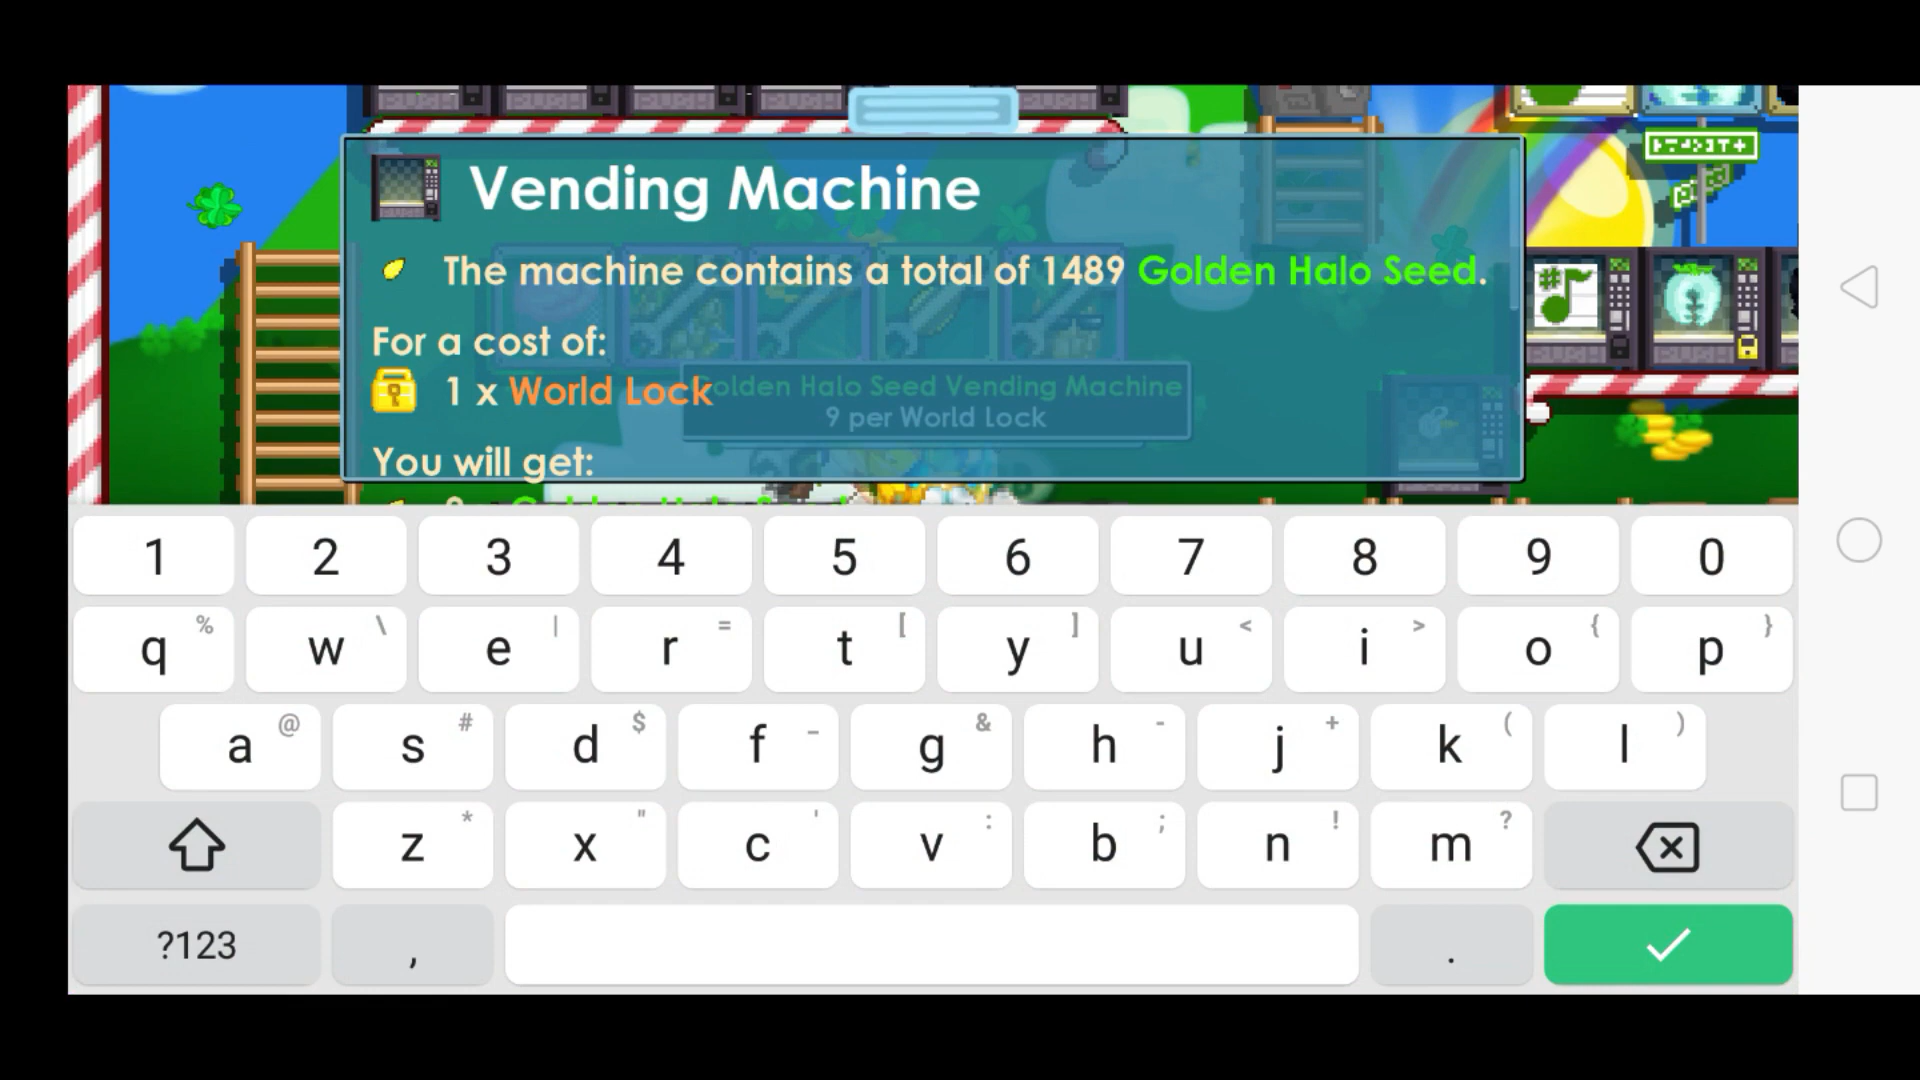 Vending Machine
The machine contains a total of 1489 Golden Halo Seed.
For a cost of:
1 x World Lock
Golden Halo Seed Vending Machine
9 per World Lock
You will get:
1 2 3 4 5 6 7 8 9 0
q % w \ e | r = t [ y ] u < i > o { p }
a @ s # d $ f _ g & h - j + k ( l )
z * x " c ' v : b ; n ! m ?
?123 , .